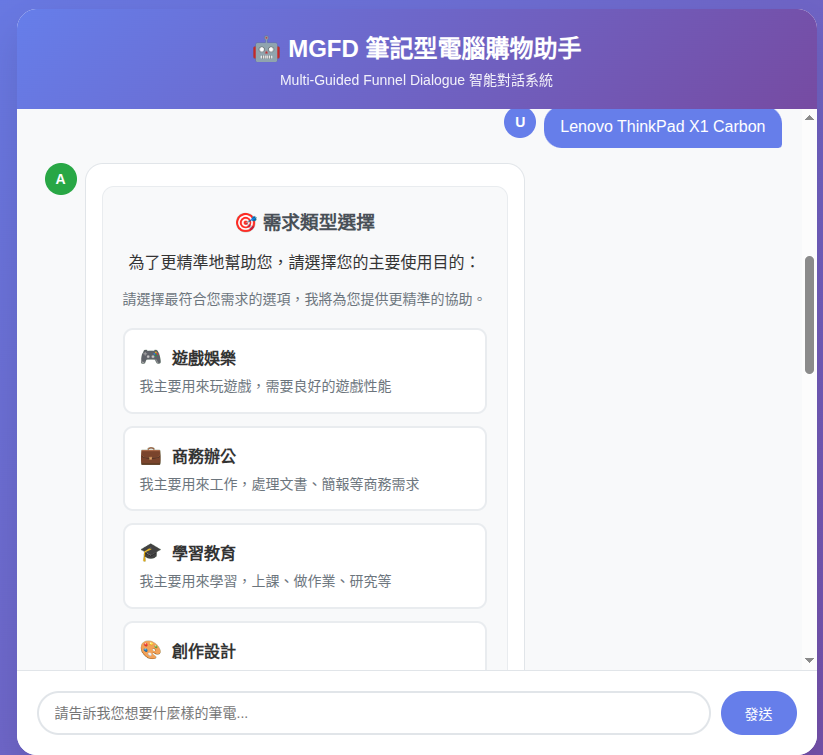 MGFD 筆記型電腦購物助手
Multi-Guided Funnel Dialogue 智能對話系統
U
Lenovo ThinkPad X1 Carbon
A
需求類型選擇
為了更精準地幫助您，請選擇您的主要使用目的：
請選擇最符合您需求的選項，我將為您提供更精準的協助。
遊戲娛樂
我主要用來玩遊戲，需要良好的遊戲性能
商務辦公
我主要用來工作，處理文書、簡報等商務需求
學習教育
我主要用來學習，上課、做作業、研究等
創作設計
請告訴我您想要什麼樣的筆電...
發送